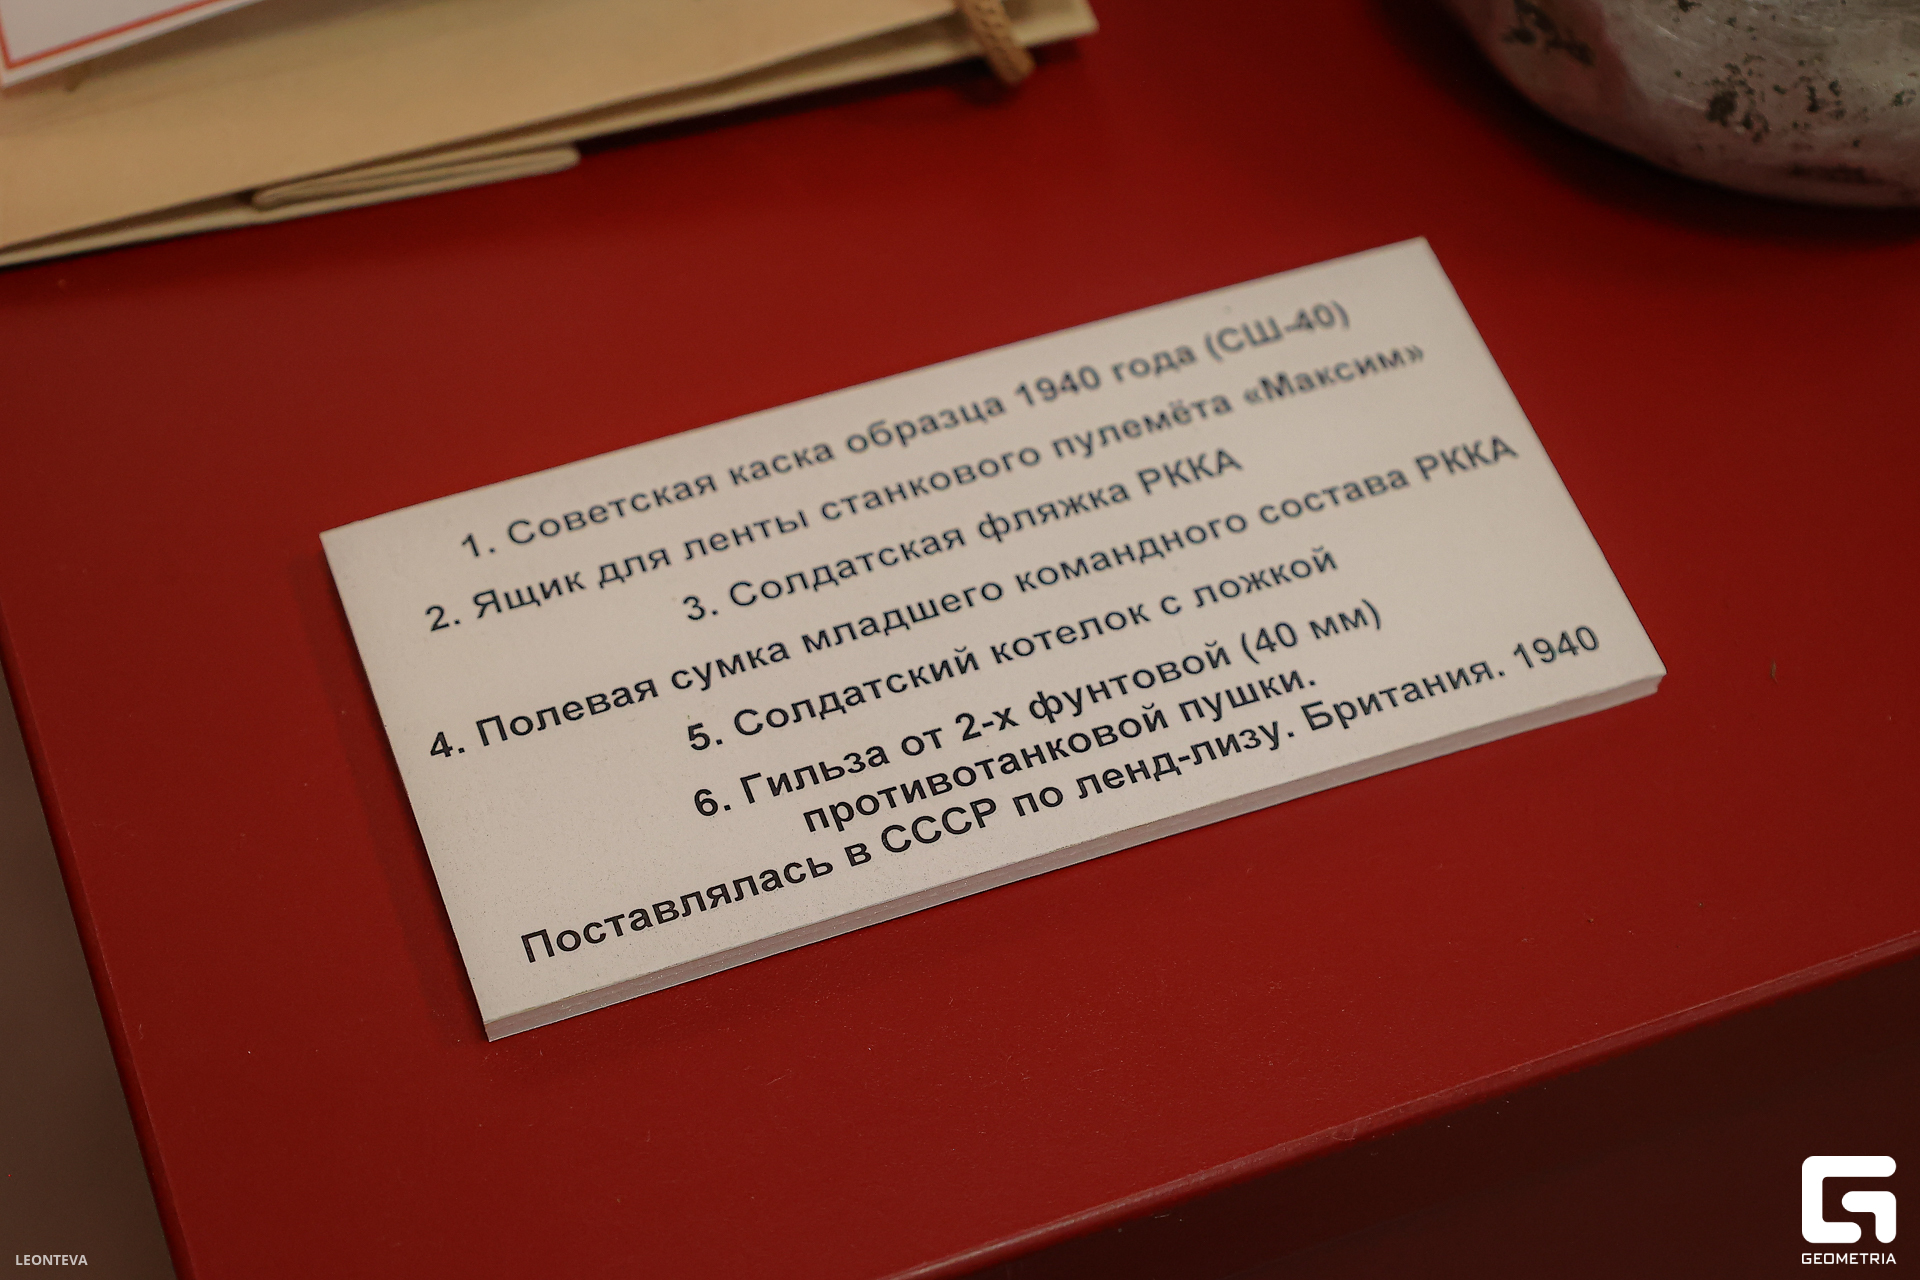 1. Советская каска образца 1940 года (СШ-40)
2. Ящик для ленты станкового пулемёта «Максим»
3. Солдатская фляжка РККА
4. Полевая сумка младшего командного состава РККА
5. Солдатский котелок с ложкой
6. Гильза от 2-х фунтовой (40 мм)
противотанковой пушки.
Поставлялась в СССР по ленд-лизу. Британия. 1940
LEONTEVA
GEOMETRIA